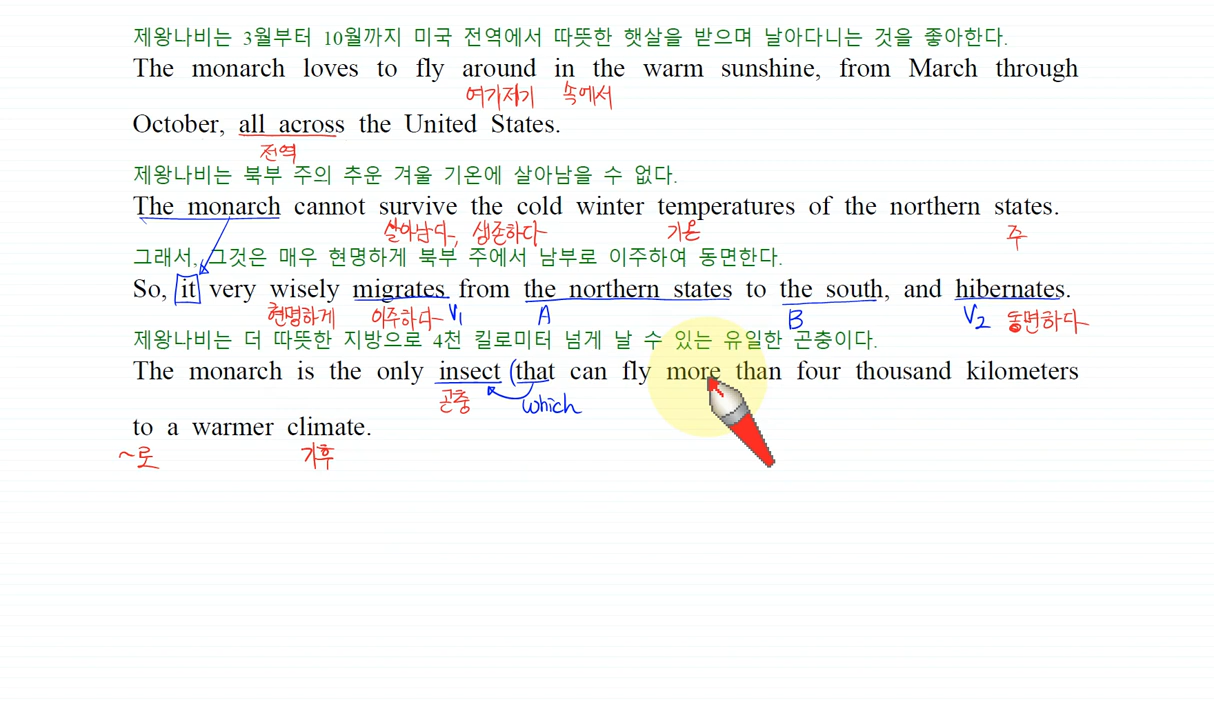 제왕나비는 3월부터 10월까지 미국 전역에서 따뜻한 햇살을 받으며 날아다니는 것을 좋아한다.
The monarch loves to fly around in the warm sunshine, from March through
여기저기 속에서
October, all across the United States.
전역
제왕나비는 북부 주의 추운 겨울 기온에 살아남을 수 없다.
The monarch cannot survive the cold winter temperatures of the northern states.
살아남다, 생존하다 기온 주
그래서, 그것은 매우 현명하게 북부 주에서 남부로 이주하여 동면한다.
So, it very wisely migrates from the northern states to the south, and hibernates.
현명하게 이주하다 V1 A B V2 동면하다
제왕나비는 더 따뜻한 지방으로 4천 킬로미터 넘게 날 수 있는 유일한 곤충이다.
The monarch is the only insect (that can fly more than four thousand kilometers
곤충 which
to a warmer climate.
~로 기후